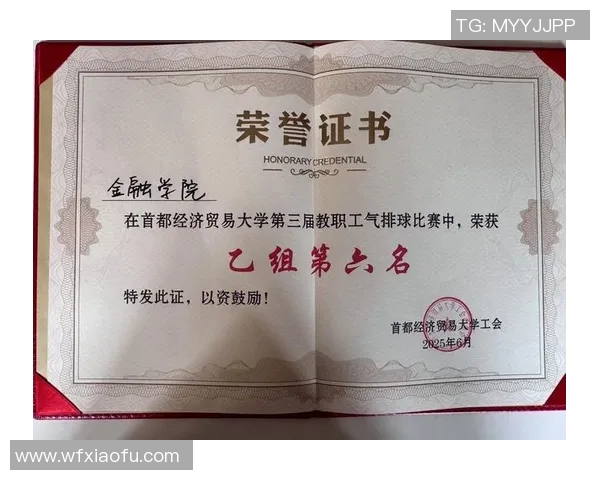 TG: MYYJJPP
荣誉证书
HONORARY CREDENTIAL
金融学院
在首都经济贸易大学第三届教职工气排球比赛中，荣获
乙组第六名
特发此证，以资鼓励！
首都经济贸易大学工会
2025年6月
www.wfxiaofu.com